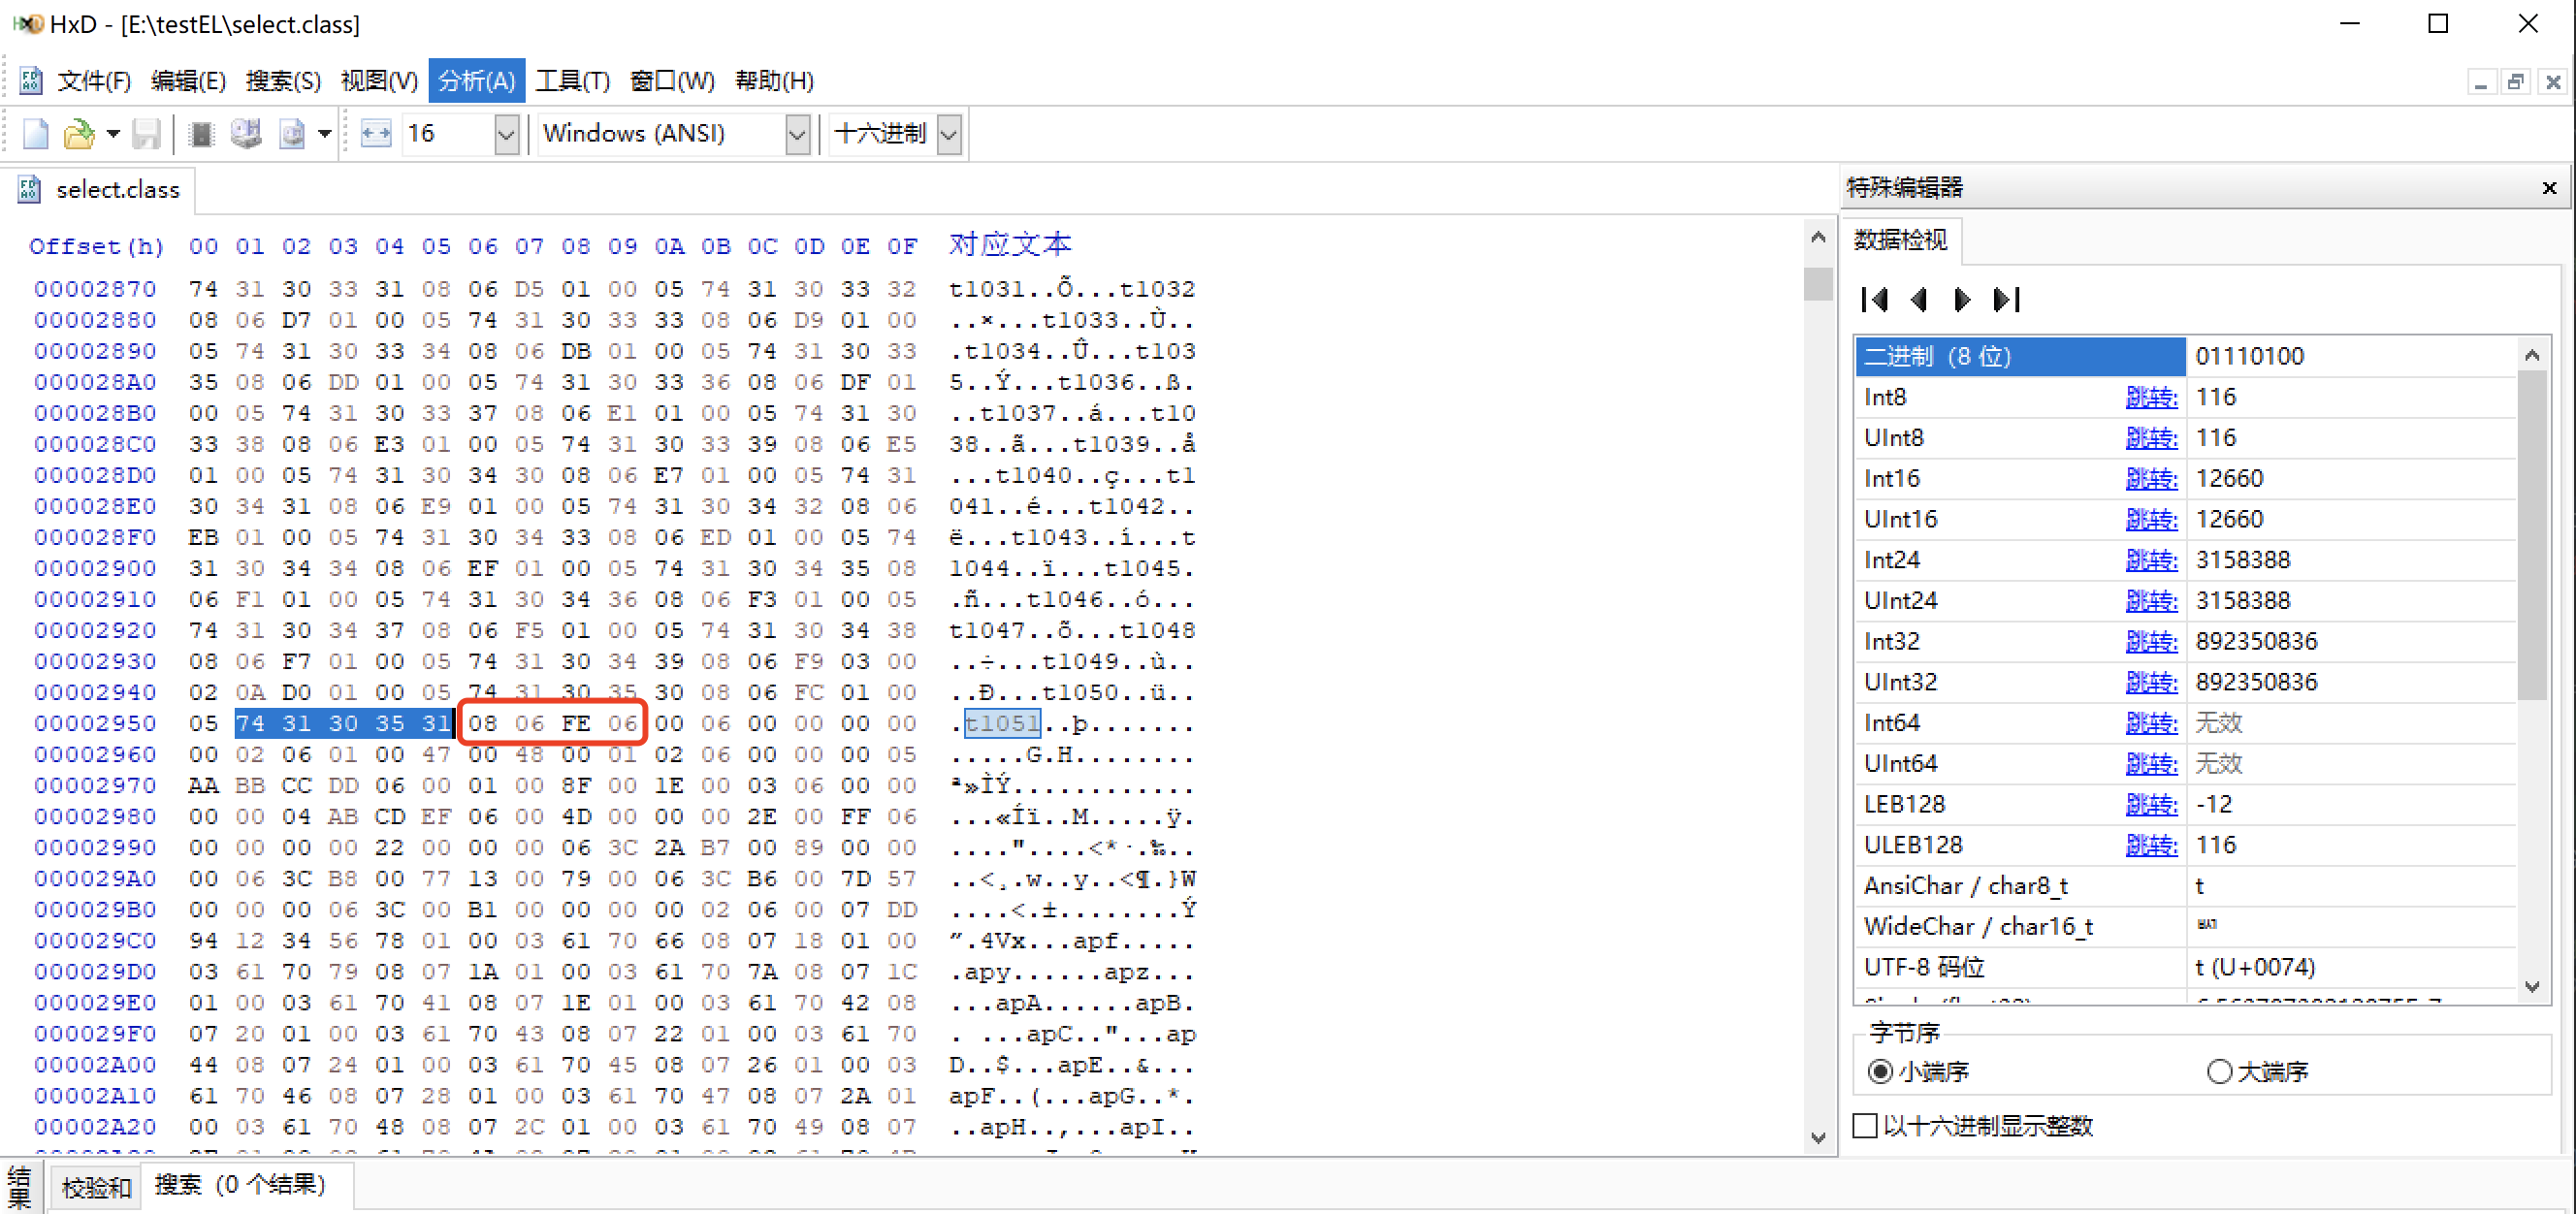 HxD - [E:\testEL\select.class]
文件(F) 编辑(E) 搜索(S) 视图(V) 分析(A) 工具(T) 窗口(W) 帮助(H)
16 Windows (ANSI) 十六进制
select.class
Offset(h) 00 01 02 03 04 05 06 07 08 09 0A 0B 0C 0D 0E 0F 对应文本
00002870 74 31 30 33 31 08 06 D5 01 00 05 74 31 30 33 32 t1031..Õ...t1032
00002880 08 06 D7 01 00 05 74 31 30 33 33 08 06 D9 01 00 ..×...t1033..Ù..
00002890 05 74 31 30 33 34 08 06 DB 01 00 05 74 31 30 33 .t1034..Û...t103
000028A0 35 08 06 DD 01 00 05 74 31 30 33 36 08 06 DF 01 5..Ý...t1036..ß.
000028B0 00 05 74 31 30 33 37 08 06 E1 01 00 05 74 31 30 ..t1037..á...t10
000028C0 33 38 08 06 E3 01 00 05 74 31 30 33 39 08 06 E5 38..ã...t1039..å
000028D0 01 00 05 74 31 30 34 30 08 06 E7 01 00 05 74 31 ...t1040..ç...t1
000028E0 30 34 31 08 06 E9 01 00 05 74 31 30 34 32 08 06 041..é...t1042..
000028F0 EB 01 00 05 74 31 30 34 33 08 06 ED 01 00 05 74 ë...t1043..í...t
00002900 31 30 34 34 08 06 EF 01 00 05 74 31 30 34 35 08 1044..ï...t1045.
00002910 06 F1 01 00 05 74 31 30 34 36 08 06 F3 01 00 05 .ñ...t1046..ó...
00002920 74 31 30 34 37 08 06 F5 01 00 05 74 31 30 34 38 t1047..õ...t1048
00002930 08 06 F7 01 00 05 74 31 30 34 39 08 06 F9 03 00 ..÷...t1049..ù..
00002940 02 0A D0 01 00 05 74 31 30 35 30 08 06 FC 01 00 ..Ð...t1050..ü..
00002950 05 74 31 30 35 31 08 06 FE 06 00 06 00 00 00 00 .t1051..þ.......
00002960 00 02 06 01 00 47 00 48 00 01 02 06 00 00 00 05 .....G.H........
00002970 AA BB CC DD 06 00 01 00 8F 00 1E 00 03 06 00 00 ª»ÌÝ............
00002980 00 00 04 AB CD EF 06 00 4D 00 00 00 2E 00 FF 06 ...«Íï..M.....ÿ.
00002990 00 00 00 00 22 00 00 00 06 3C 2A B7 00 89 00 00 ...."....<*·.‰..
000029A0 00 06 3C B8 00 77 13 00 79 00 06 3C B6 00 7D 57 ..<¸.w..y..<¶.}W
000029B0 00 00 00 06 3C 00 B1 00 00 00 00 02 06 00 07 DD ....<.±........Ý
000029C0 94 12 34 56 78 01 00 03 61 70 66 08 07 18 01 00 ”.4Vx...apf.....
000029D0 03 61 70 79 08 07 1A 01 00 03 61 70 7A 08 07 1C .apy......apz...
000029E0 01 00 03 61 70 41 08 07 1E 01 00 03 61 70 42 08 ...apA......apB.
000029F0 07 20 01 00 03 61 70 43 08 07 22 01 00 03 61 70 . ...apC.."...ap
00002A00 44 08 07 24 01 00 03 61 70 45 08 07 26 01 00 03 D..$...apE..&...
00002A10 61 70 46 08 07 28 01 00 03 61 70 47 08 07 2A 01 apF..(...apG..*.
00002A20 00 03 61 70 48 08 07 2C 01 00 03 61 70 49 08 07 ..apH..,...apI..
特殊编辑器
数据检视
二进制 (8 位) 01110100
Int8 跳转: 116
UInt8 跳转: 116
Int16 跳转: 12660
UInt16 跳转: 12660
Int24 跳转: 3158388
UInt24 跳转: 3158388
Int32 跳转: 892350836
UInt32 跳转: 892350836
Int64 跳转: 无效
UInt64 跳转: 无效
LEB128 跳转: -12
ULEB128 跳转: 116
AnsiChar / char8_t t
WideChar / char16_t
UTF-8 码位 t (U+0074)
字节序
小端序 大端序
以十六进制显示整数
结果
校验和 搜索 (0 个结果)